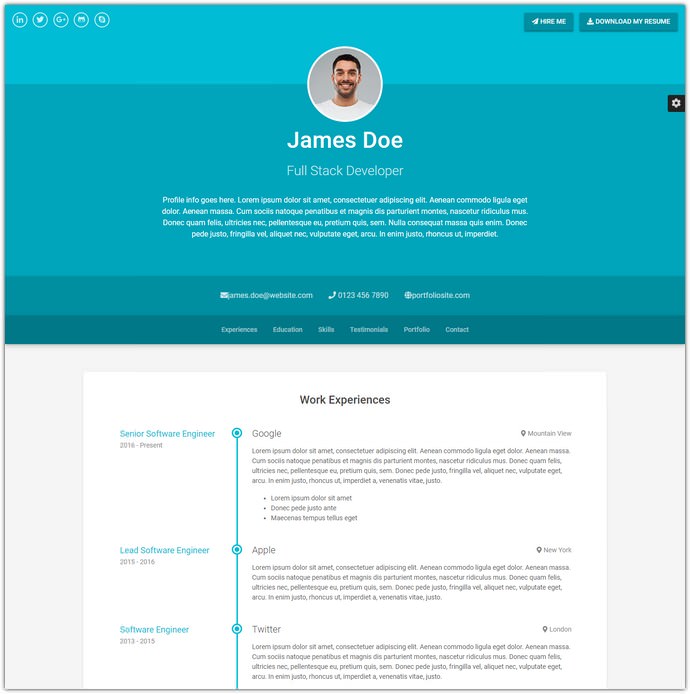 HIRE ME
DOWNLOAD MY RESUME
James Doe
Full Stack Developer
Profile info goes here. Lorem ipsum dolor sit amet, consectetuer adipiscing elit. Aenean commodo ligula eget
dolor. Aenean massa. Cum sociis natoque penatibus et magnis dis parturient montes, nascetur ridiculus mus.
Donec quam felis, ultricies nec, pellentesque eu, pretium quis, sem. Nulla consequat massa quis enim. Donec
pede justo, fringilla vel, aliquet nec, vulputate eget, arcu. In enim justo, rhoncus ut, imperdiet.
james.doe@website.com 0123 456 7890 portfoliosite.com
Experiences Education Skills Testimonials Portfolio Contact
Work Experiences
Senior Software Engineer
2016 - Present
Google
Mountain View
Lorem ipsum dolor sit amet, consectetuer adipiscing elit. Aenean commodo ligula eget dolor. Aenean massa.
Cum sociis natoque penatibus et magnis dis parturient montes, nascetur ridiculus mus. Donec quam felis,
ultricies nec, pellentesque eu, pretium quis, sem. Donec pede justo, fringilla vel, aliquet nec, vulputate eget,
arcu. In enim justo, rhoncus ut, imperdiet a, venenatis vitae, justo.
Lorem ipsum dolor sit amet
Donec pede justo ante
Maecenas tempus tellus eget
Lead Software Engineer
2015 - 2016
Apple
New York
Lorem ipsum dolor sit amet, consectetuer adipiscing elit. Aenean commodo ligula eget dolor. Aenean massa.
Cum sociis natoque penatibus et magnis dis parturient montes, nascetur ridiculus mus. Donec quam felis,
ultricies nec, pellentesque eu, pretium quis, sem. Donec pede justo, fringilla vel, aliquet nec, vulputate eget,
arcu. In enim justo, rhoncus ut, imperdiet a, venenatis vitae, justo.
Software Engineer
2013 - 2015
Twitter
London
Lorem ipsum dolor sit amet, consectetuer adipiscing elit. Aenean commodo ligula eget dolor. Aenean massa.
Cum sociis natoque penatibus et magnis dis parturient montes, nascetur ridiculus mus. Donec quam felis,
ultricies nec, pellentesque eu, pretium quis, sem. Donec pede justo, fringilla vel, aliquet nec, vulputate eget,
arcu. In enim justo, rhoncus ut, imperdiet a, venenatis vitae, justo.